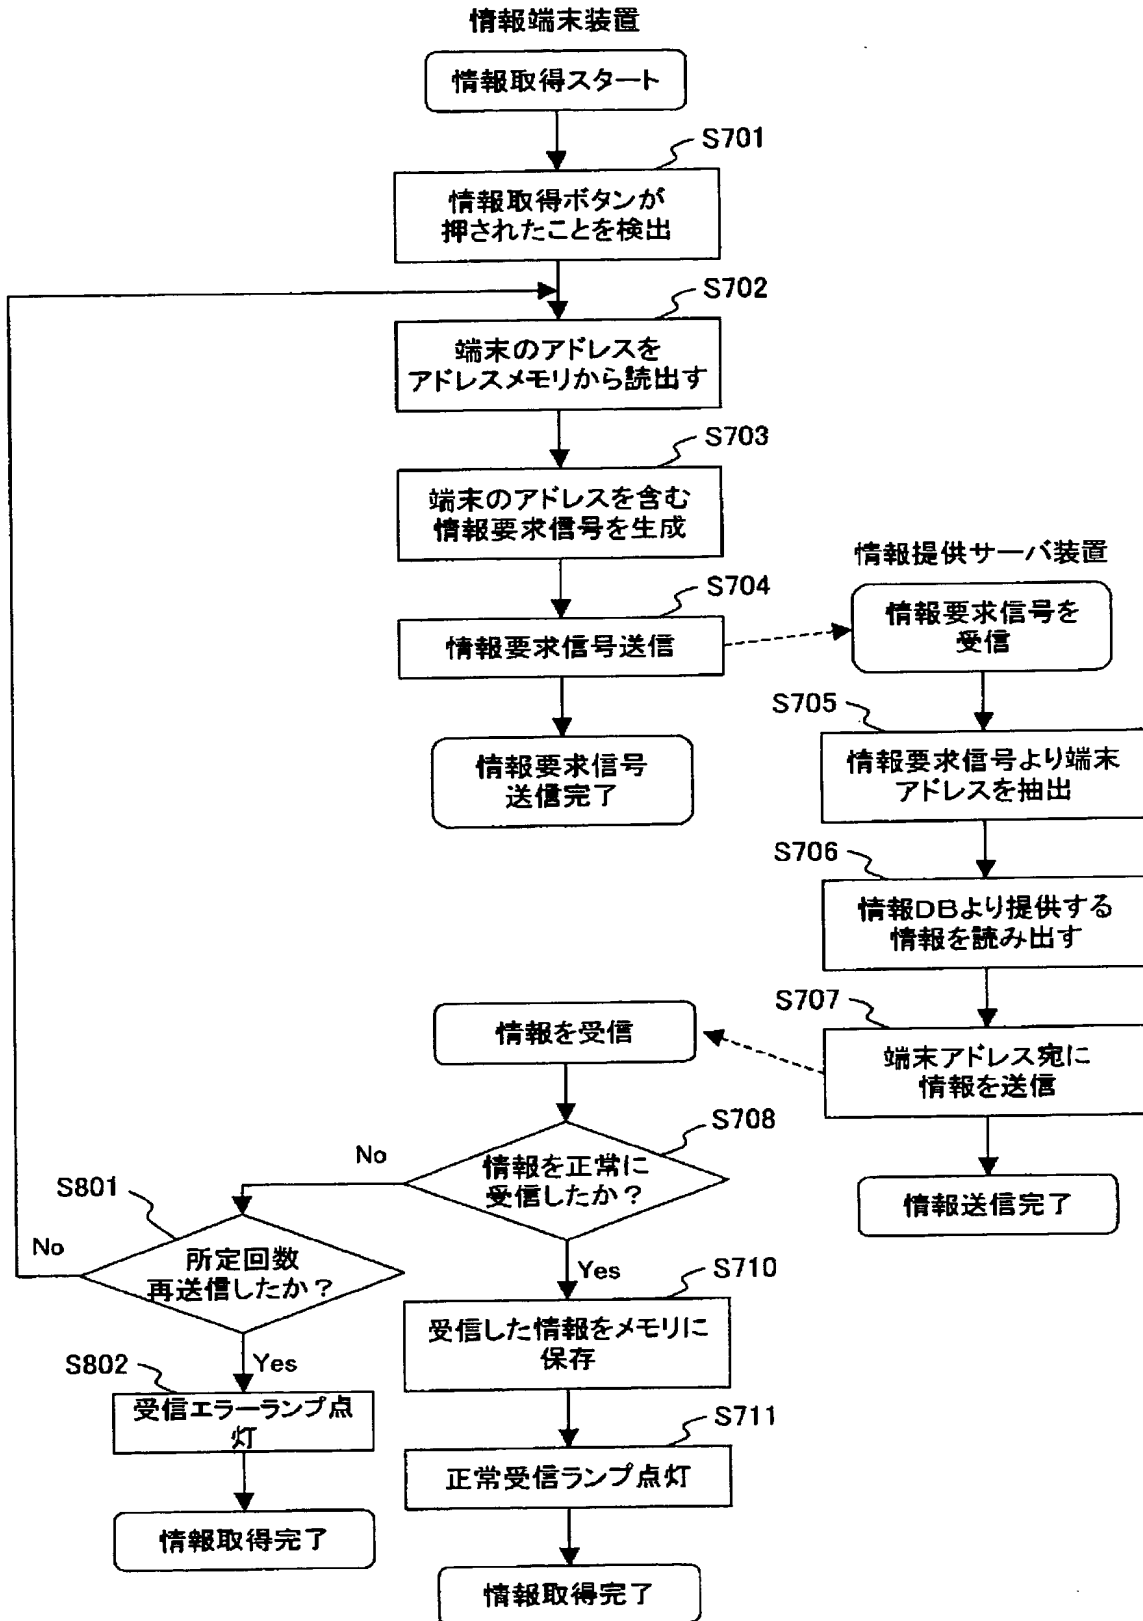 情報端末装置
情報取得スタート
S701
情報取得ボタンが
押されたことを検出
S702
端末のアドレスを
アドレスメモリから読出す
S703
端末のアドレスを含む
情報要求信号を生成
S704
情報要求信号送信
情報要求信号
送信完了
情報提供サーバ装置
情報要求信号を
受信
S705
情報要求信号より端末
アドレスを抽出
S706
情報DBより提供する
情報を読み出す
S707
端末アドレス宛に
情報を送信
情報送信完了
情報を受信
S708
情報を正常に
受信したか？
No
Yes
S801
所定回数
再送信したか？
No
Yes
S802
受信エラーランプ点
灯
情報取得完了
S710
受信した情報をメモリに
保存
S711
正常受信ランプ点灯
情報取得完了